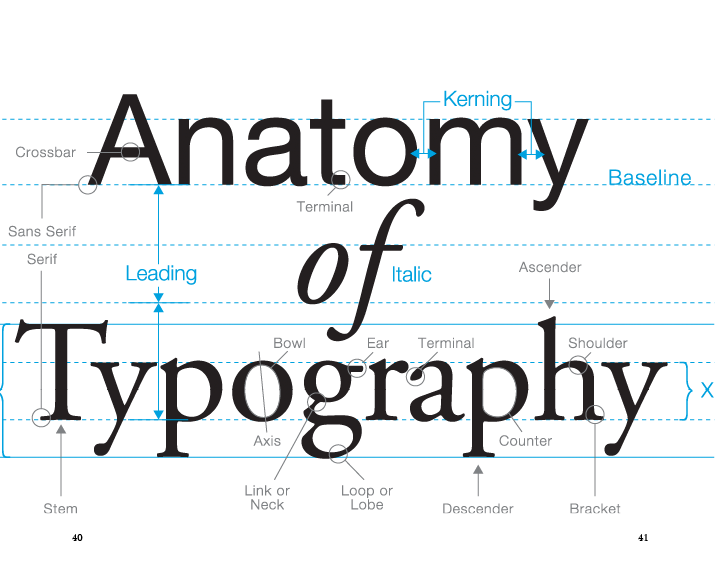 Kerning
Anatomy
Crossbar
Baseline
Terminal
Sans Serif
of
Serif
Leading
Italic
Ascender
Typography
Bowl
Ear
Terminal
Shoulder
X
Axis
Counter
Link or
Neck
Loop or
Lobe
Stem
Descender
Bracket
40
41